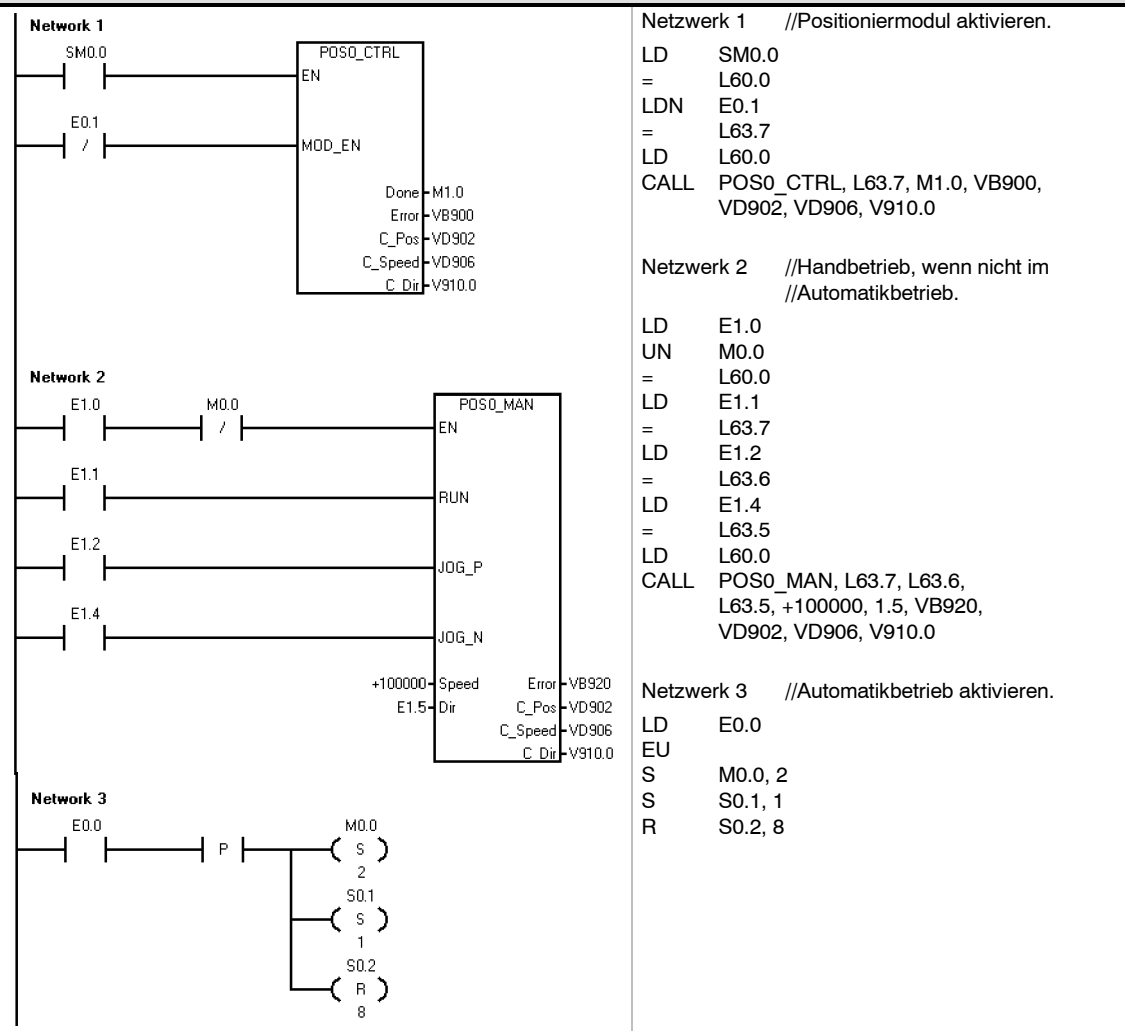 Network 1
SM0.0
POS0_CTRL
EN
E0.1
/
MOD_EN
Done M1.0
Error VB900
C_Pos VD902
C_Speed VD906
C_Dir V910.0
Network 2
E1.0 M0.0 POS0_MAN
/ EN
E1.1
RUN
E1.2
JOG_P
E1.4
JOG_N
+100000 Speed Error VB920
E1.5 Dir C_Pos VD902
C_Speed VD906
C_Dir V910.0
Network 3
E0.0 M0.0
P S
2
S0.1
S
1
S0.2
R
8
Netzwerk 1 //Positioniermodul aktivieren.
LD SM0.0
= L60.0
LDN E0.1
= L63.7
LD L60.0
CALL POS0_CTRL, L63.7, M1.0, VB900,
VD902, VD906, V910.0
Netzwerk 2 //Handbetrieb, wenn nicht im
//Automatikbetrieb.
LD E1.0
UN M0.0
= L60.0
LD E1.1
= L63.7
LD E1.2
= L63.6
LD E1.4
= L63.5
LD L60.0
CALL POS0_MAN, L63.7, L63.6,
L63.5, +100000, 1.5, VB920,
VD902, VD906, V910.0
Netzwerk 3 //Automatikbetrieb aktivieren.
LD E0.0
EU
S M0.0, 2
S S0.1, 1
R S0.2, 8